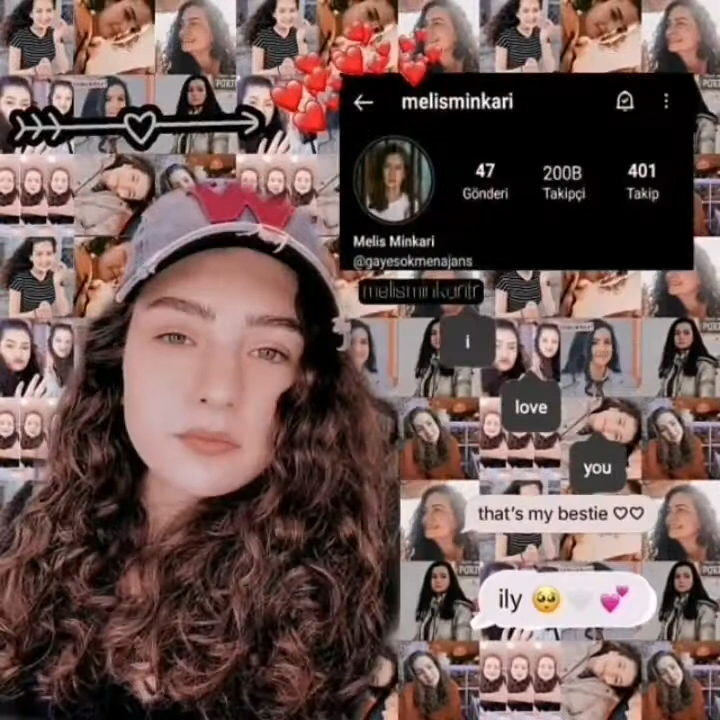 melisminkari
47 200B 401
Gönderi Takipçi Takip
Melis Minkari
@gayesokmenajans
melisminkaritr
i
love
you
that's my bestie ♡♡
ily 🥺🤍💕